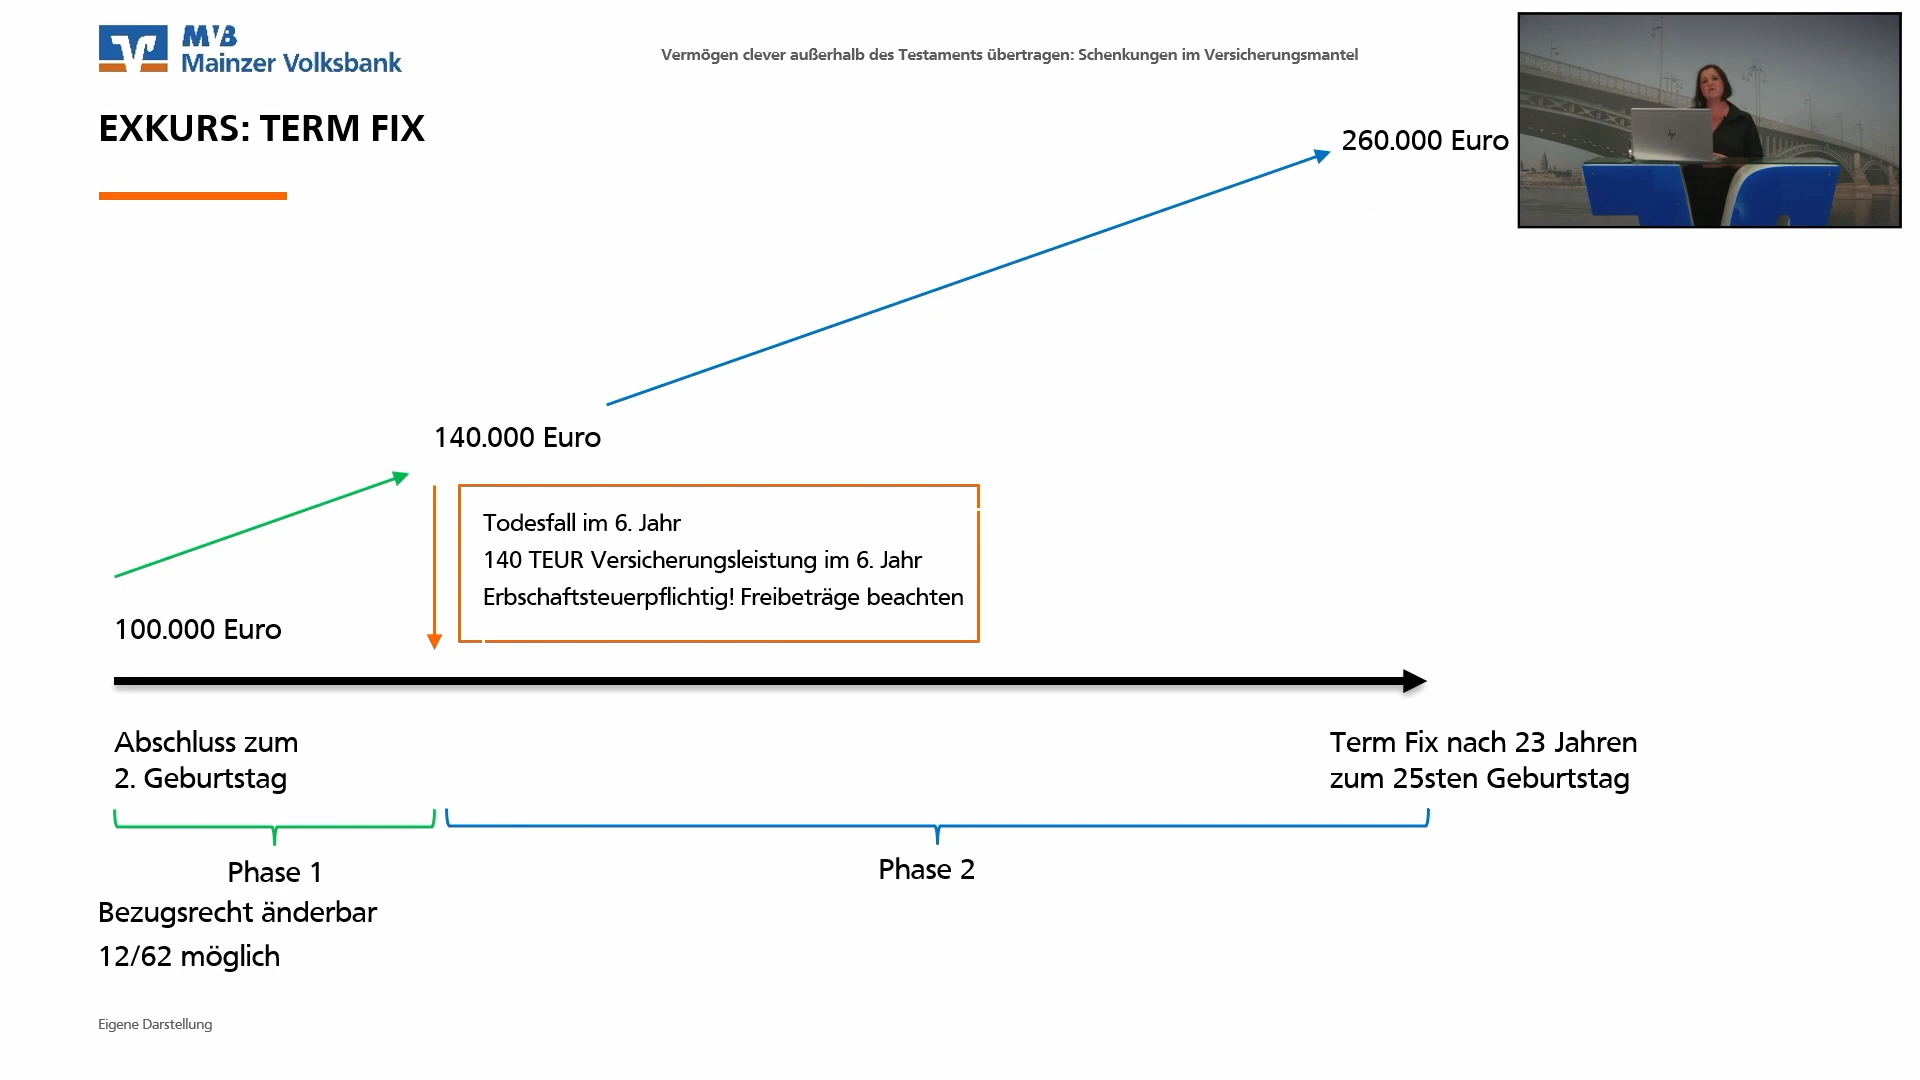 MVB
Mainzer Volksbank
Vermögen clever außerhalb des Testaments übertragen: Schenkungen im Versicherungsmantel
EXKURS: TERM FIX
260.000 Euro
hp
140.000 Euro
Todesfall im 6. Jahr
140 TEUR Versicherungsleistung im 6. Jahr
Erbschaftsteuerpflichtig! Freibeträge beachten
100.000 Euro
Abschluss zum
2. Geburtstag
Term Fix nach 23 Jahren
zum 25sten Geburtstag
Phase 1
Phase 2
Bezugsrecht änderbar
12/62 möglich
Eigene Darstellung